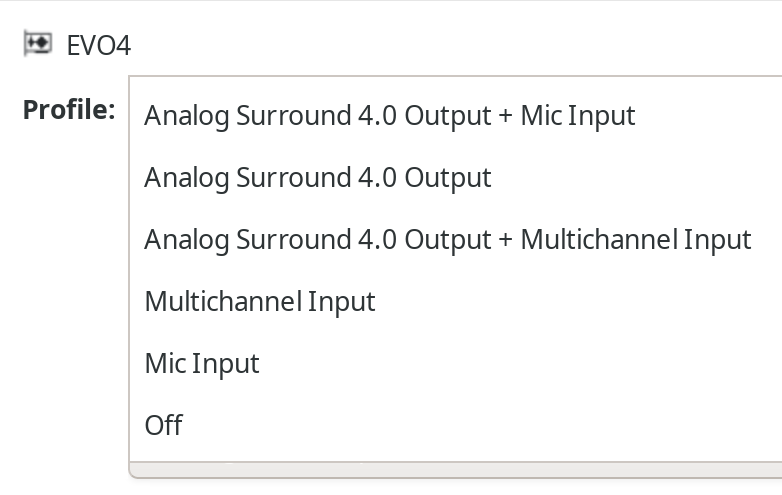 EVO4
Profile:
Analog Surround 4.0 Output + Mic Input
Analog Surround 4.0 Output
Analog Surround 4.0 Output + Multichannel Input
Multichannel Input
Mic Input
Off